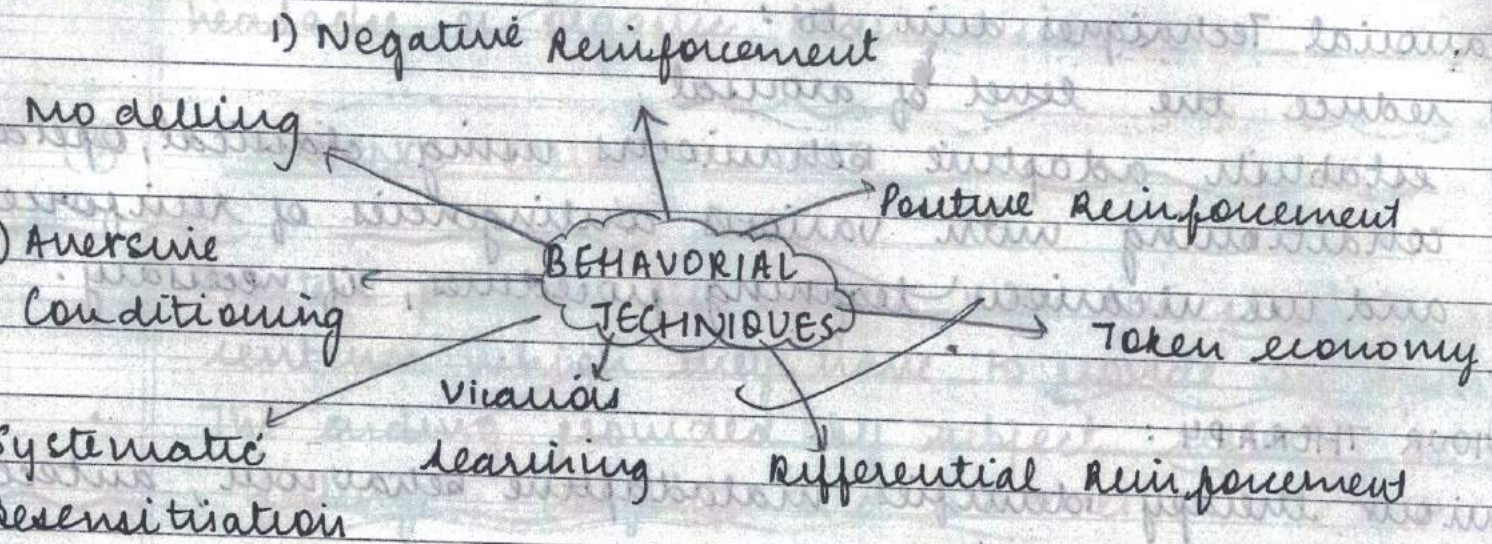 1) Negative Reinforcement
Modelling
Positive Reinforcement
) Aversive
Conditioning
BEHAVORIAL
TECHNIQUES
Token economy
Vicarious
Learning
Systematic
Desensitisation
Differential Reinforcement